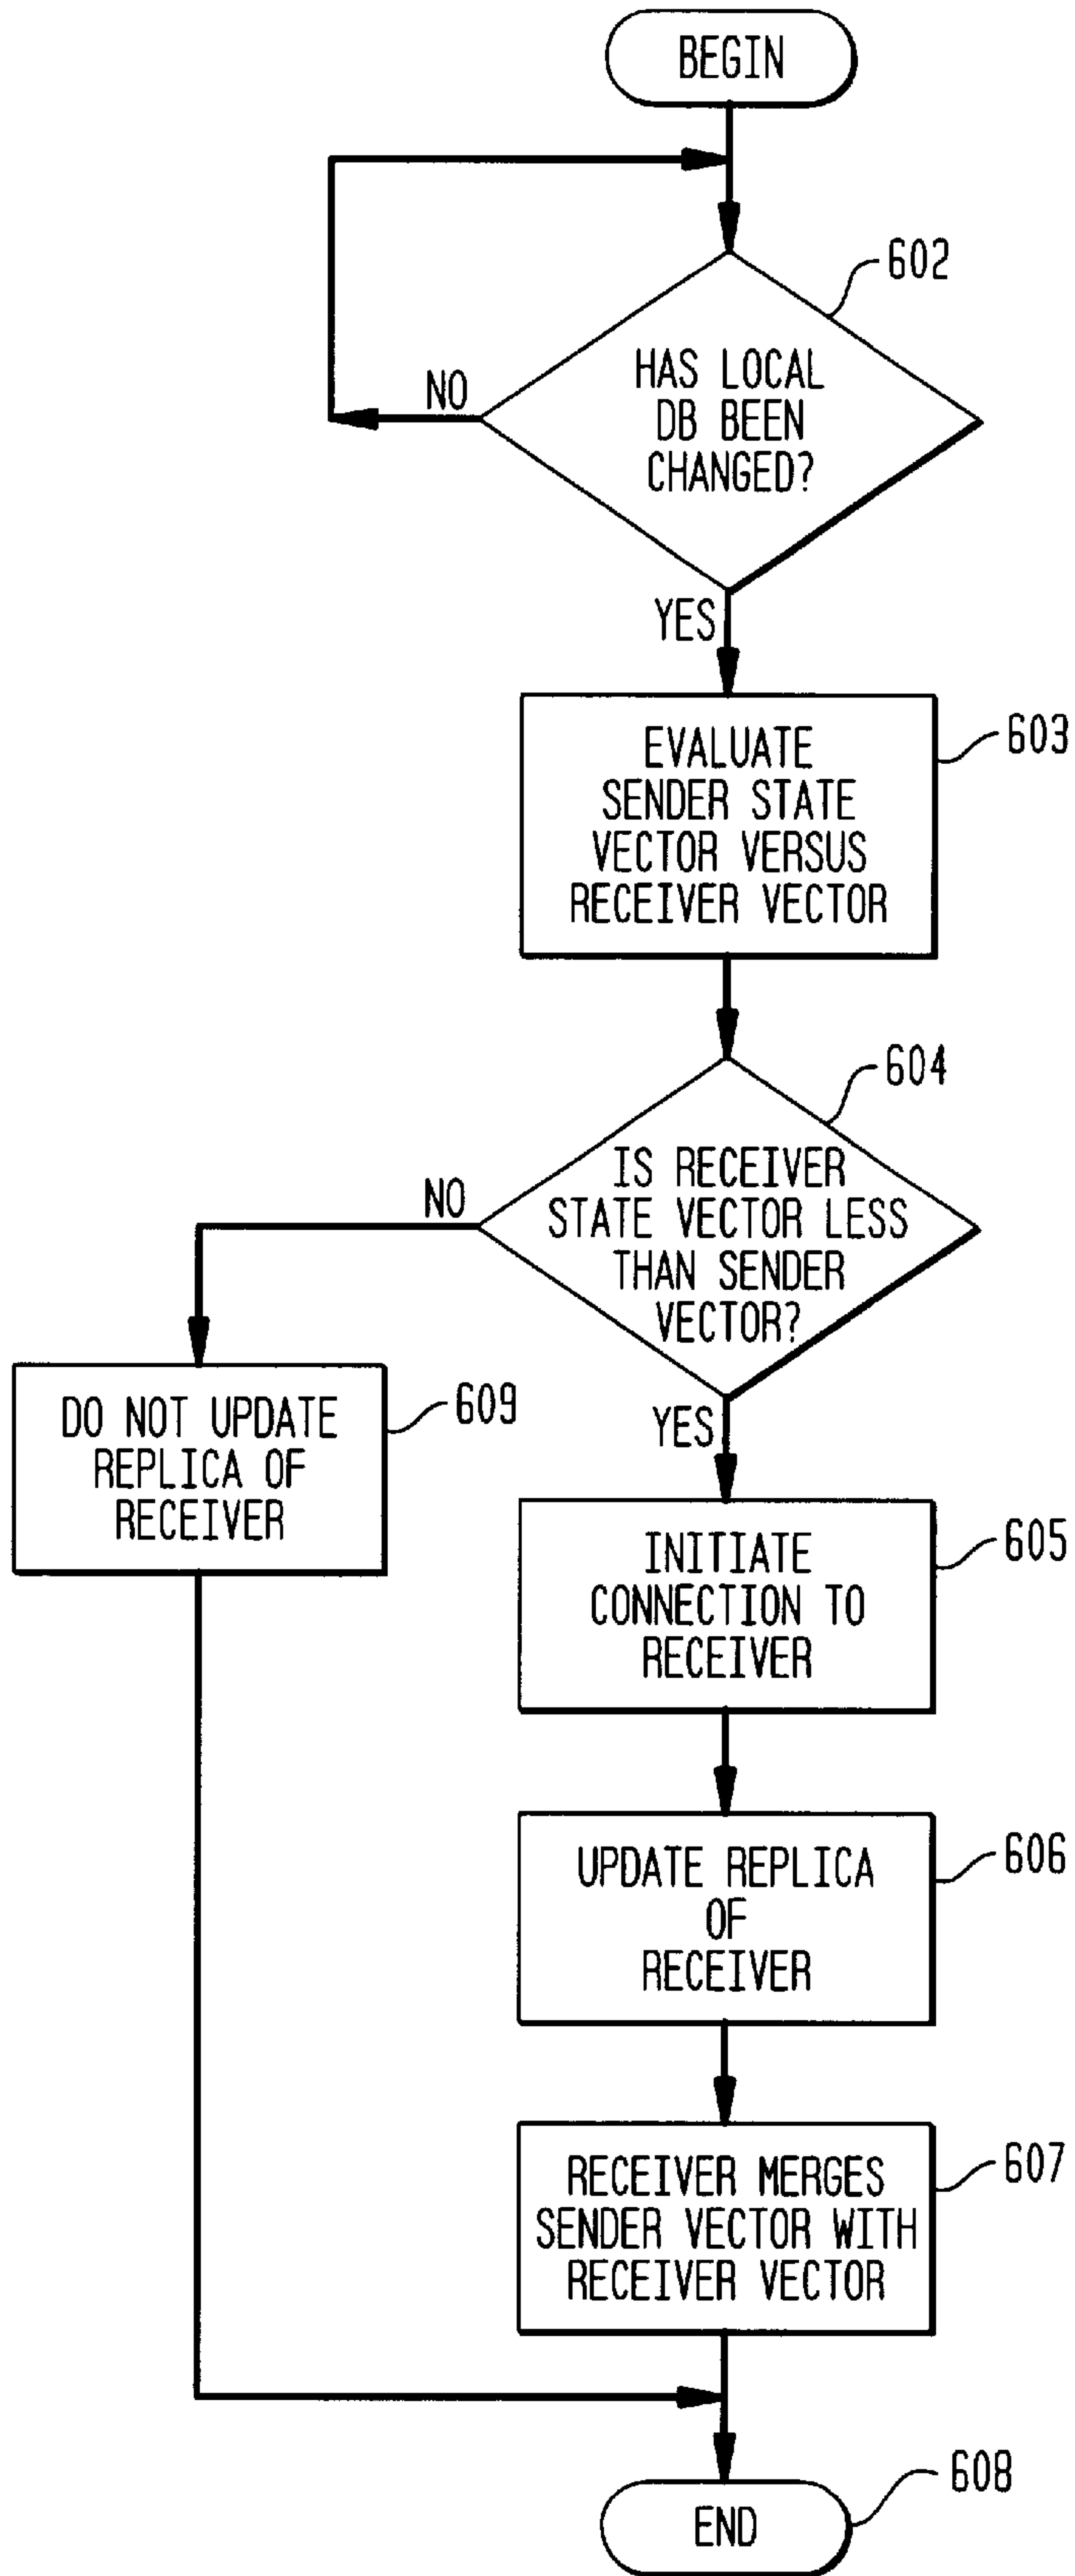 BEGIN
602
HAS LOCAL
DB BEEN
CHANGED?
NO
YES
603
EVALUATE
SENDER STATE
VECTOR VERSUS
RECEIVER VECTOR
604
IS RECEIVER
STATE VECTOR LESS
THAN SENDER
VECTOR?
NO
YES
609
DO NOT UPDATE
REPLICA OF
RECEIVER
605
INITIATE
CONNECTION TO
RECEIVER
606
UPDATE REPLICA
OF
RECEIVER
607
RECEIVER MERGES
SENDER VECTOR WITH
RECEIVER VECTOR
608
END